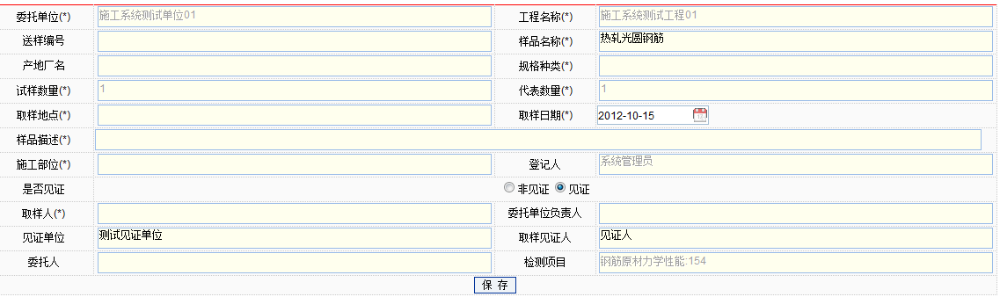 委托单位(*) 施工系统测试单位01 工程名称(*) 施工系统测试工程01
送样编号 样品名称(*) 热轧光圆钢筋
产地厂名 规格种类(*)
试样数量(*) 1 代表数量(*) 1
取样地点(*) 取样日期(*) 2012-10-15
样品描述(*)
施工部位(*) 登记人 系统管理员
是否见证 非见证 见证
取样人(*) 委托单位负责人
见证单位 测试见证单位 取样见证人 见证人
委托人 检测项目 钢筋原材力学性能:154
保 存